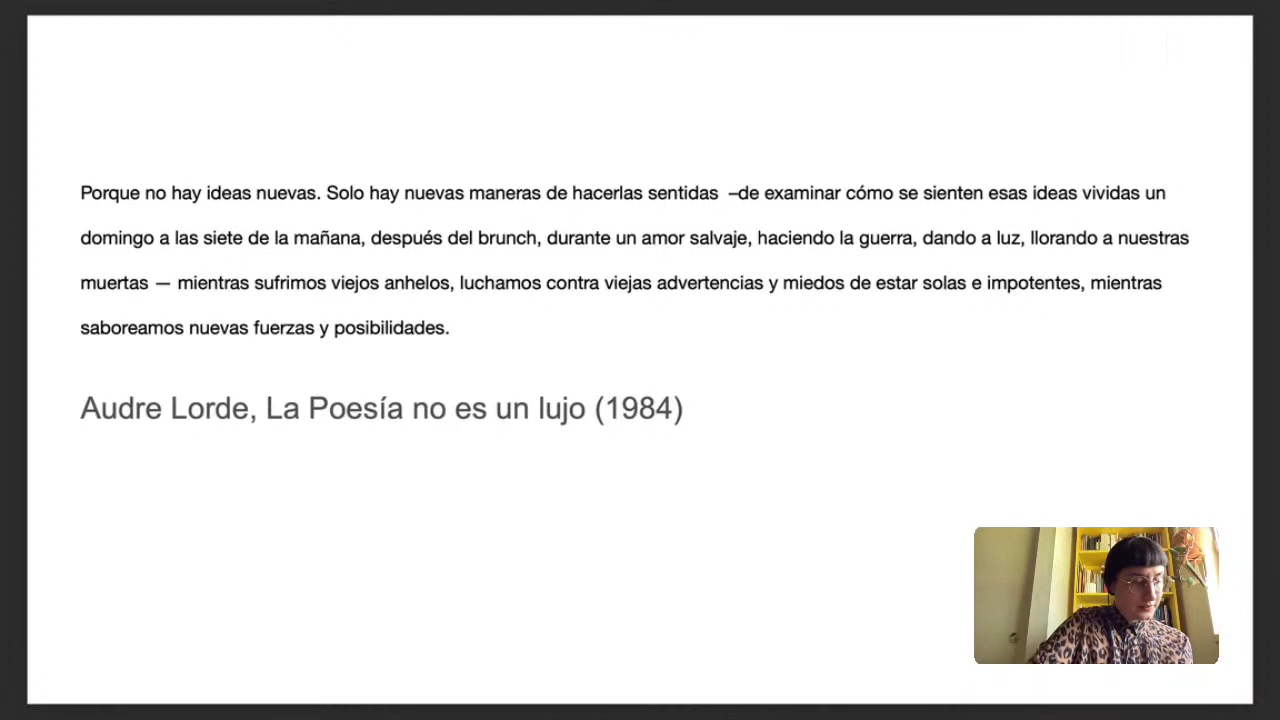 Porque no hay ideas nuevas. Solo hay nuevas maneras de hacerlas sentidas  –de examinar cómo se sienten esas ideas vividas un
domingo a las siete de la mañana, después del brunch, durante un amor salvaje, haciendo la guerra, dando a luz, llorando a nuestras
muertas — mientras sufrimos viejos anhelos, luchamos contra viejas advertencias y miedos de estar solas e impotentes, mientras
saboreamos nuevas fuerzas y posibilidades.
Audre Lorde, La Poesía no es un lujo (1984)